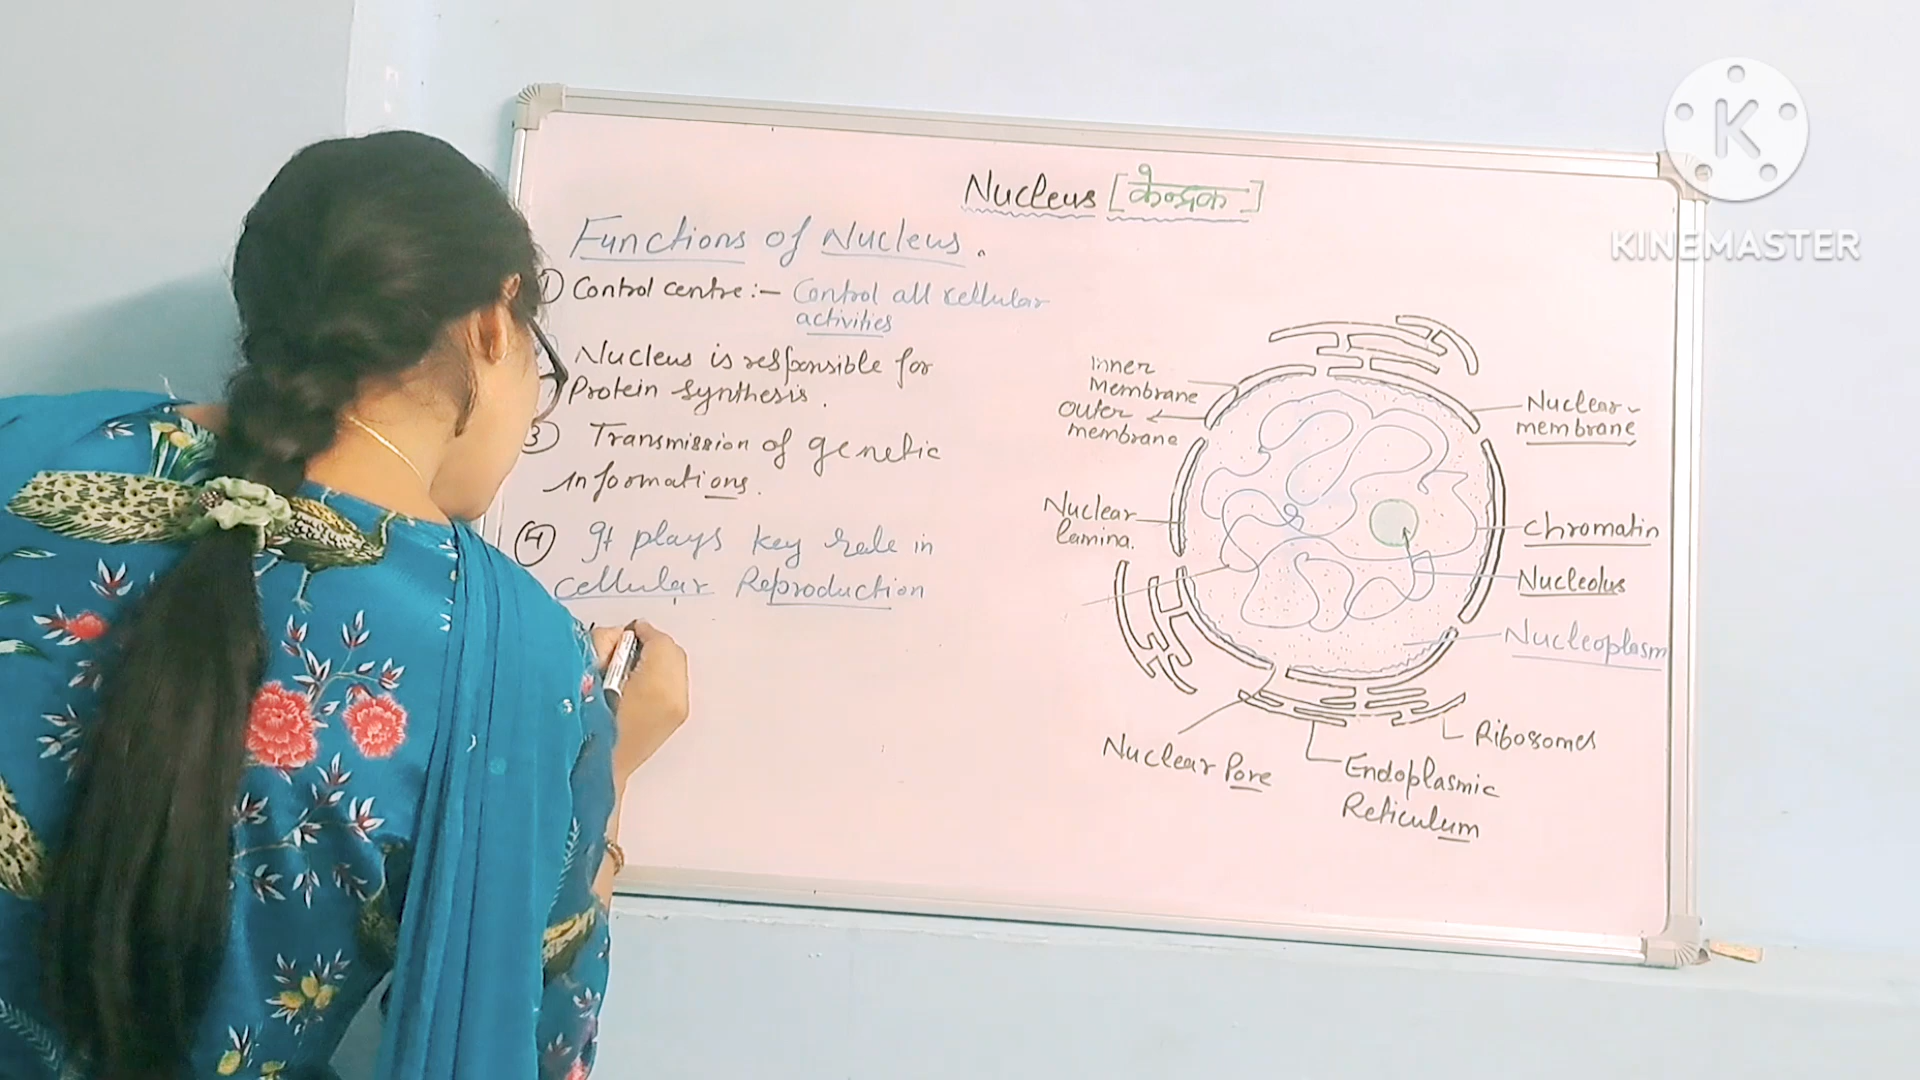 Nucleus [केन्द्रक]
Functions of Nucleus.
1) Control centre :- Control all cellular
activities
Nucleus is responsible for
Protein synthesis.
3) Transmission of genetic
informations.
4) It plays key role in
cellular Reproduction
Inner
Membrane
outer
membrane
Nuclear
lamina.
Nuclear-
membrane
chromatin
Nucleolus
Nucleoplasm
Ribosomes
Endoplasmic
Reticulum
Nuclear Pore
K
KINEMASTER